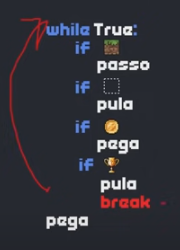 while True:
if
passo
if
pula
if
pega
if
pula
break
pega